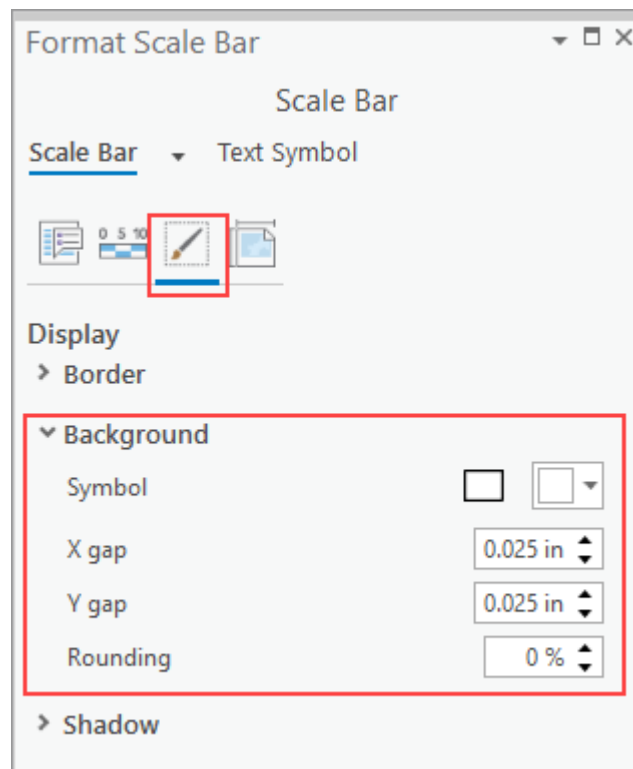 Format Scale Bar
Scale Bar
Scale Bar Text Symbol
0 5 10
Display
Border
Background
Symbol
X gap 0.025 in
Y gap 0.025 in
Rounding 0 %
Shadow